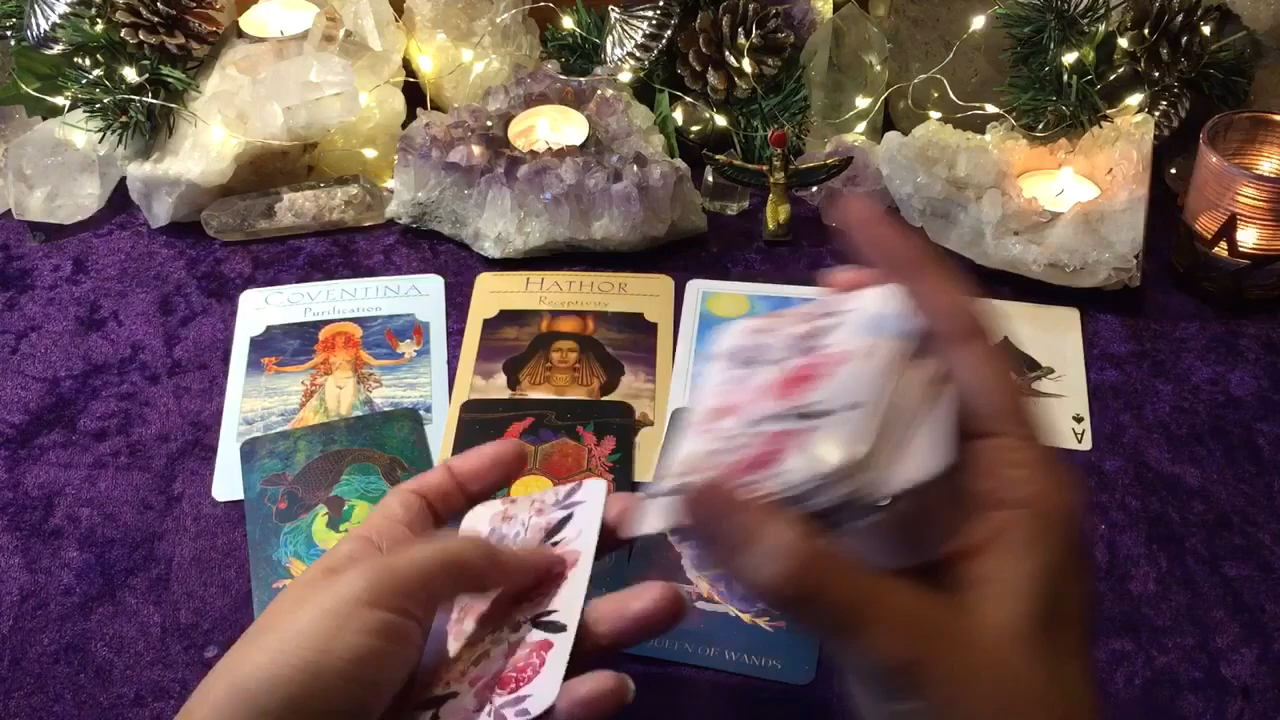 COVENTINA
Purification
HATHOR
Receptivity
A
QUEEN OF WANDS